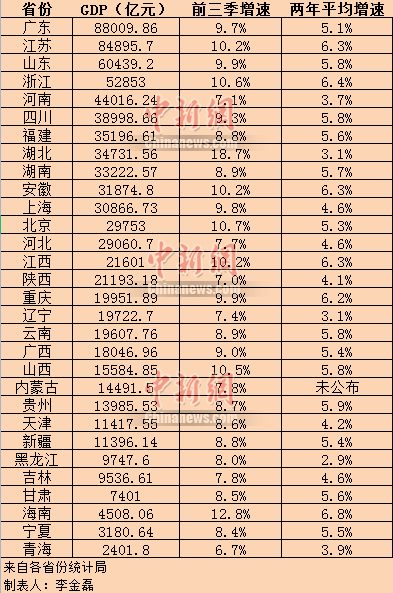 省份 GDP（亿元） 前三季增速 两年平均增速
广东 88009.86 9.7% 5.1%
江苏 84895.7 10.2% 6.3%
山东 60439.2 9.9% 5.8%
浙江 52853 10.6% 6.4%
河南 44016.24 7.1% 3.7%
四川 38998.66 9.3% 5.8%
福建 35196.61 8.8% 5.6%
湖北 34731.56 18.7% 3.1%
湖南 33222.57 8.9% 5.7%
安徽 31874.8 10.2% 6.3%
上海 30866.73 9.8% 4.6%
北京 29753 10.7% 5.3%
河北 29060.7 7.7% 4.6%
江西 21601 10.2% 6.3%
陕西 21193.18 7.0% 4.1%
重庆 19951.89 9.9% 6.2%
辽宁 19722.7 7.4% 3.1%
云南 19607.76 8.9% 5.8%
广西 18046.96 9.0% 5.4%
山西 15584.85 10.5% 5.8%
内蒙古 14491.5 7.8% 未公布
贵州 13985.53 8.7% 5.9%
天津 11417.55 8.6% 4.2%
新疆 11396.14 8.8% 5.4%
黑龙江 9747.6 8.0% 2.9%
吉林 9536.61 7.8% 4.6%
甘肃 7401 8.5% 5.6%
海南 4508.06 12.8% 6.8%
宁夏 3180.64 8.4% 5.5%
青海 2401.8 6.7% 3.9%
来自各省份统计局
制表人：李金磊
中新網
chinanews.com
中新網
chinanews.com
中新網
chinanews.com